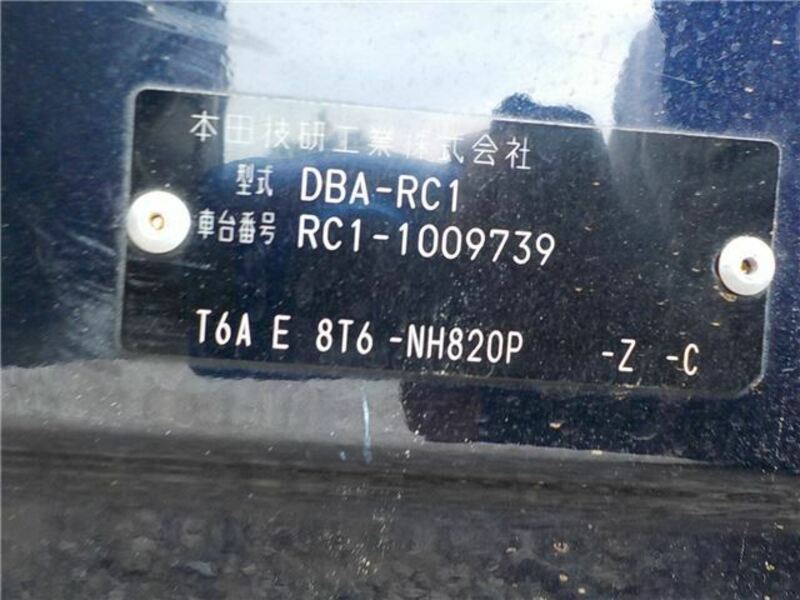 本田技研工業株式会社
型式 DBA-RC1
車台番号 RC1-1009739
T6A E 8T6 -NH820P -Z -C